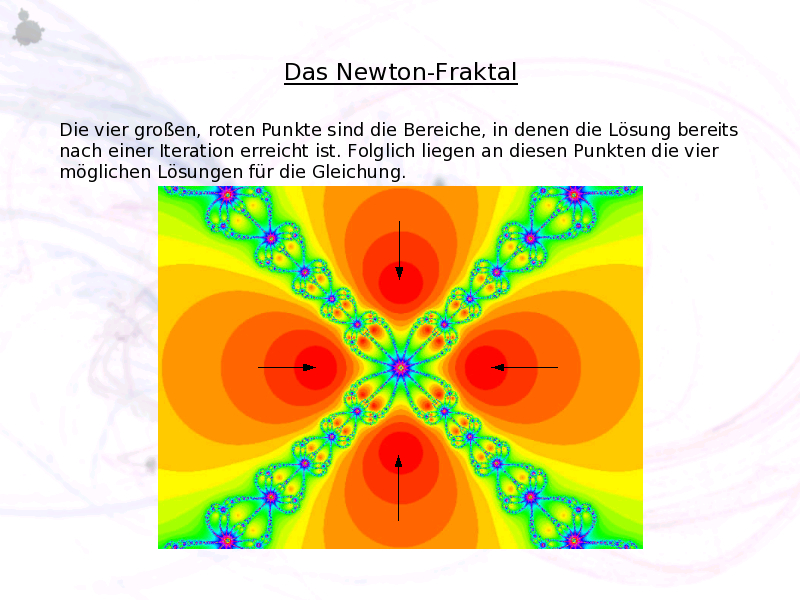 Das Newton-Fraktal
Die vier großen, roten Punkte sind die Bereiche, in denen die Lösung bereits
nach einer Iteration erreicht ist. Folglich liegen an diesen Punkten die vier
möglichen Lösungen für die Gleichung.